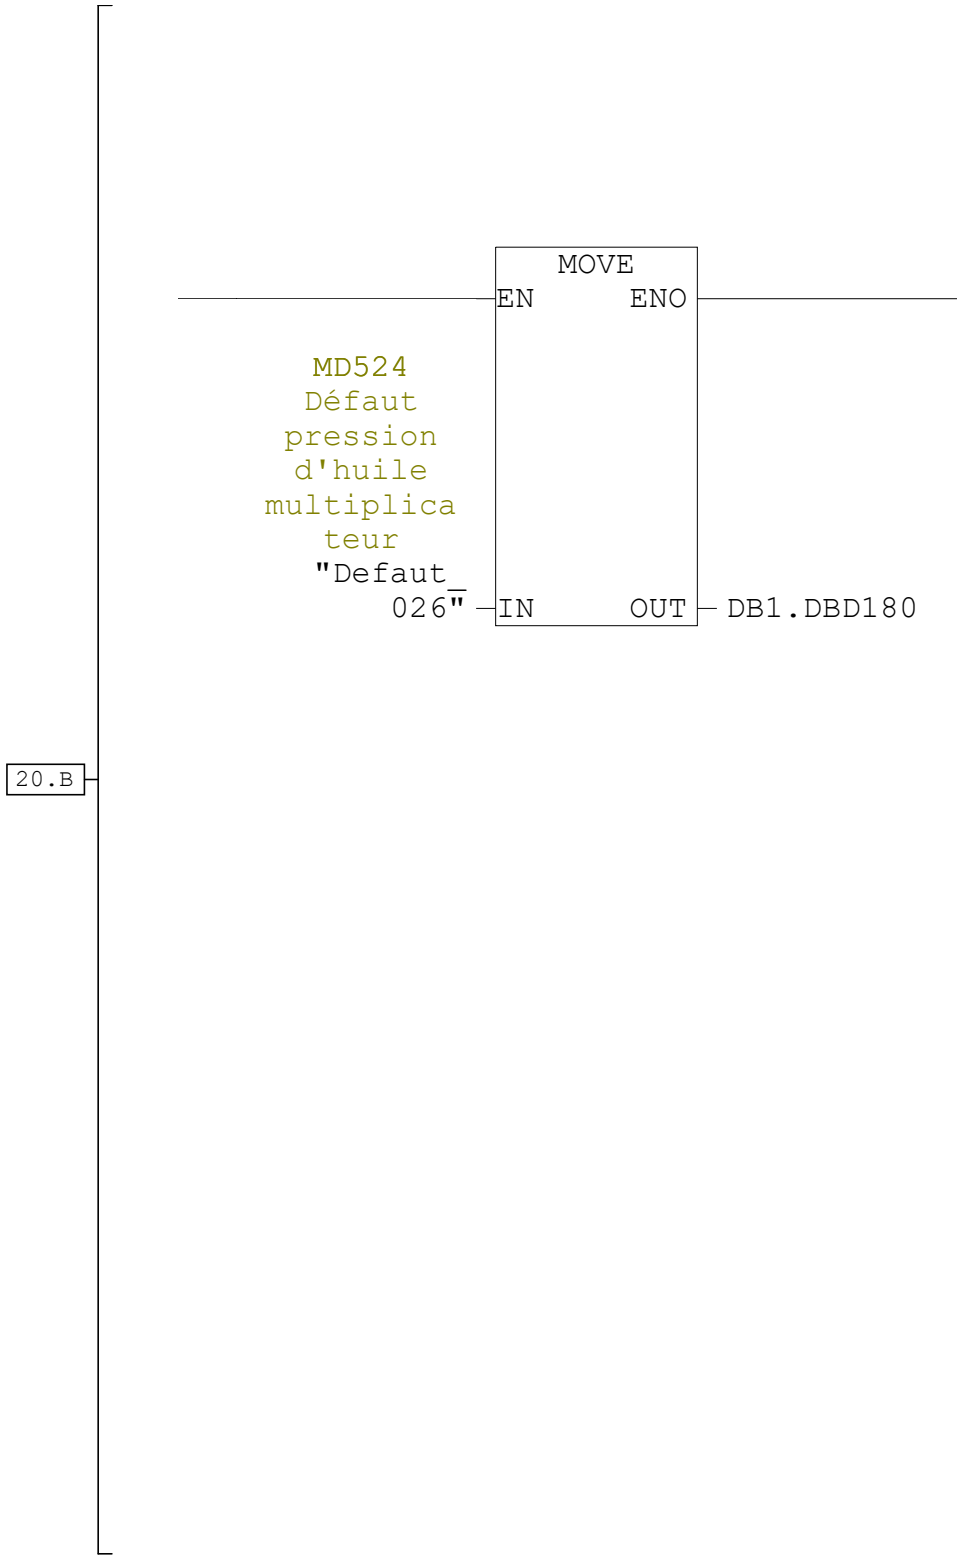 MOVE
EN ENO
MD524
Défaut
pression
d'huile
multiplica
teur
"Defaut_
026" IN OUT DB1.DBD180
20.B